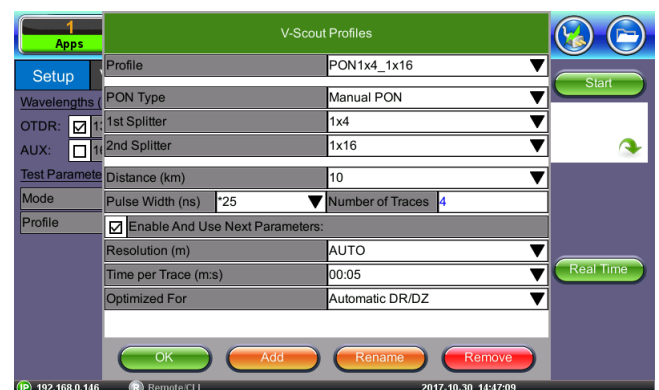 1
Apps
V-Scout Profiles
Setup
Profile PON1x4_1x16
Start
Wavelengths (
PON Type Manual PON
OTDR:
1st Splitter 1x4
AUX:
2nd Splitter 1x16
Test Paramete
Distance (km) 10
Mode
Pulse Width (ns) *25 Number of Traces 4
Profile
Enable And Use Next Parameters:
Resolution (m) AUTO
Time per Trace (m:s) 00:05
Real Time
Optimized For Automatic DR/DZ
OK Add Rename Remove
IP 192.168.0.146 R Remote/CLI 2017-10-30 14:47:09